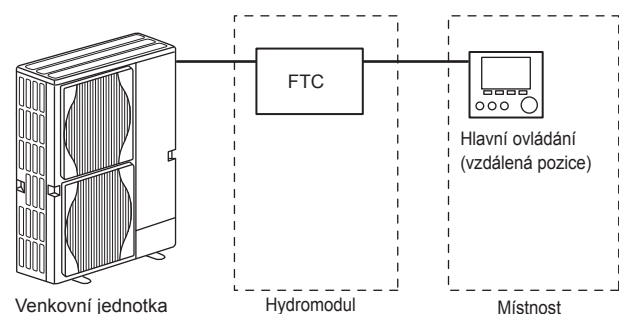 FTC
Hlavní ovládání
(vzdálená pozice)
Venkovní jednotka
Hydromodul
Místnost